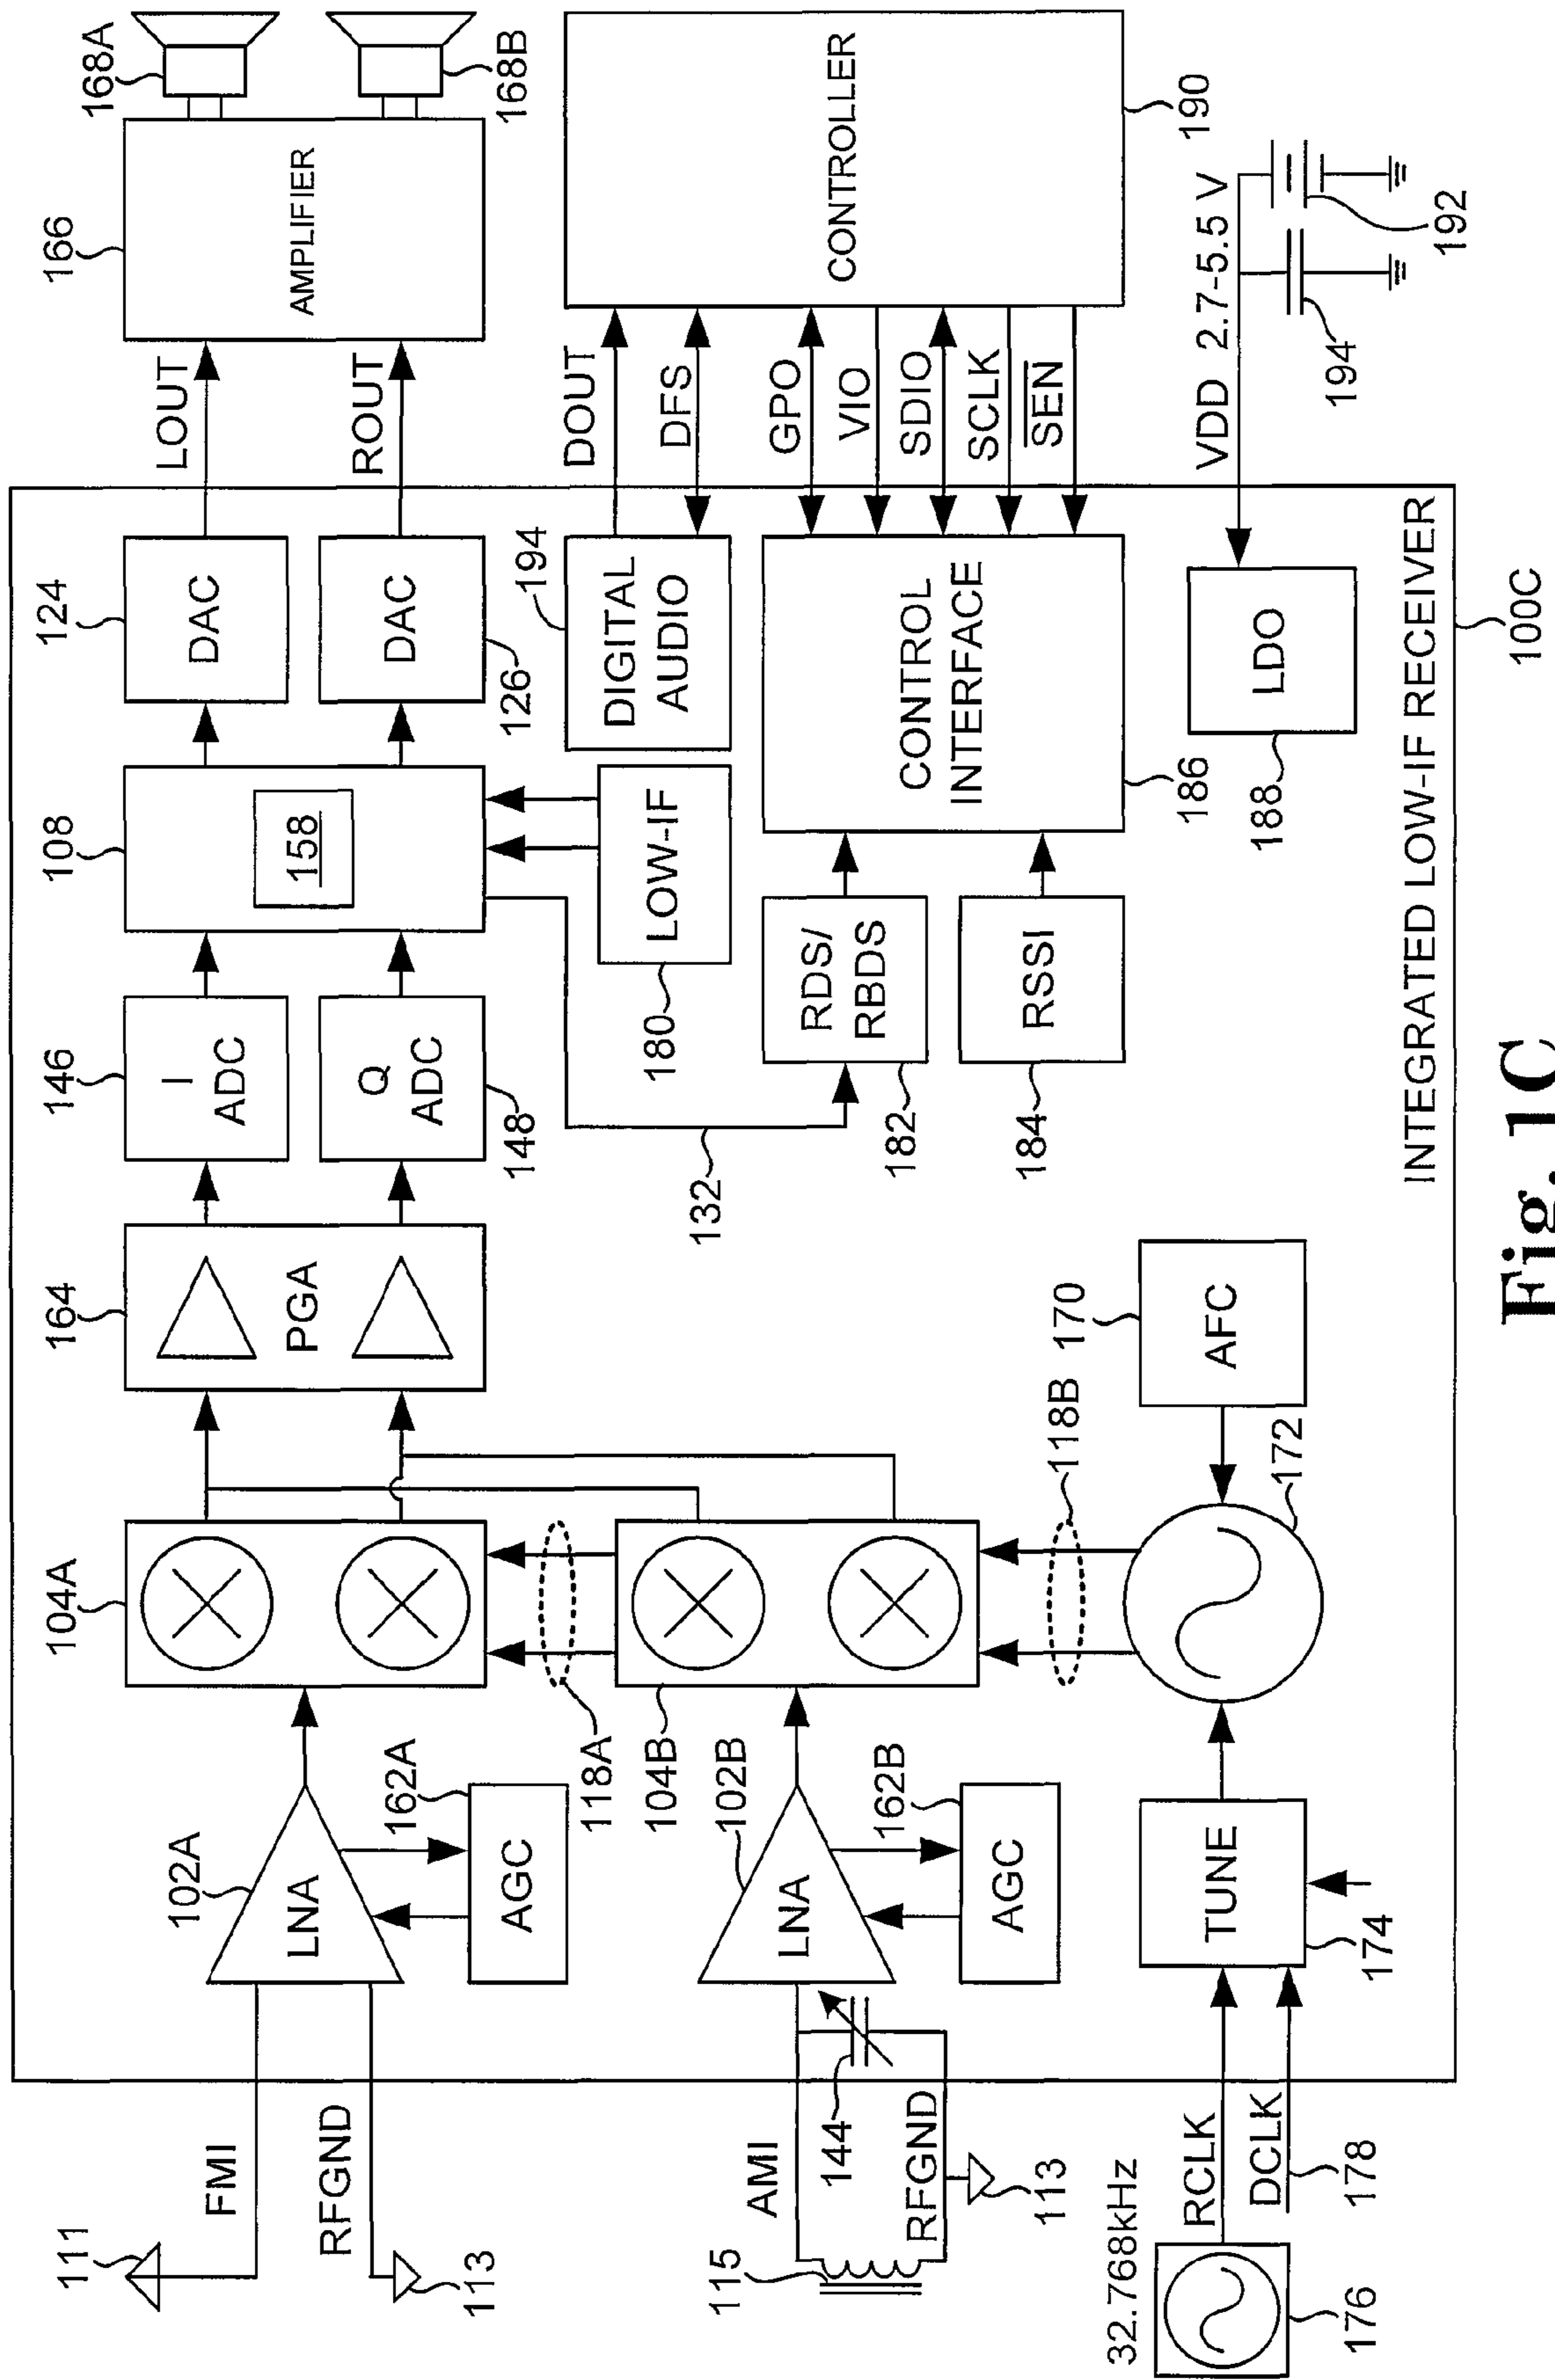 111
FMI
RFGND
113
102A
LNA
162A
AGC
104A
118A
164
PGA
146
I
ADC
Q
ADC
148
108
158
124
DAC
DAC
126
LOUT
ROUT
166
AMPLIFIER
168A
168B
115
AMI
144
RFGND
113
104B
102B
LNA
162B
AGC
118B
132
LOW-IF
180
194
DIGITAL
AUDIO
DOUT
DFS
GPO
VIO
SDIO
SCLK
SEN
CONTROLLER
190
RDS/
RBDS
182
RSSI
184
CONTROL
INTERFACE
186
32.768kHz
176
RCLK
DCLK
178
TUNE
174
172
170
AFC
LDO
188
VDD 2.7-5.5 V
194
192
INTEGRATED LOW-IF RECEIVER
100C
Fig. 1C